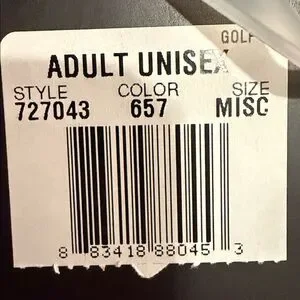 GOLF
ADULT UNISEX
STYLE COLOR SIZE
727043 657 MISC
8 83418 88045 3